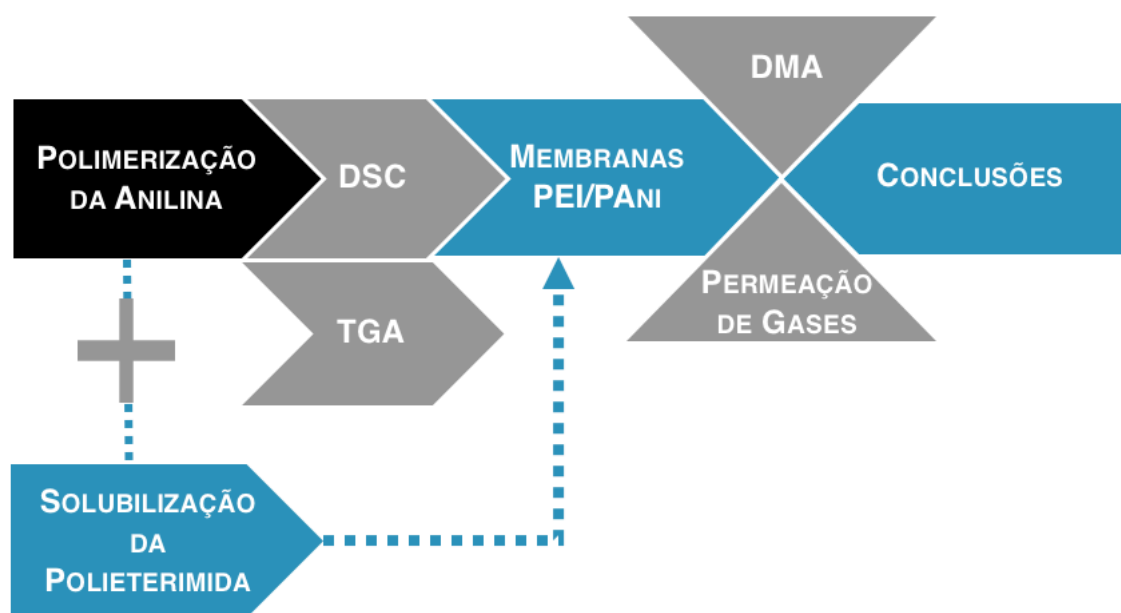 POLIMERIZAÇÃO
DA ANILINA
DSC
TGA
MEMBRANAS
PEI/PANI
DMA
PERMEAÇÃO
DE GASES
CONCLUSÕES
SOLUBILIZAÇÃO
DA
POLIETERIMIDA